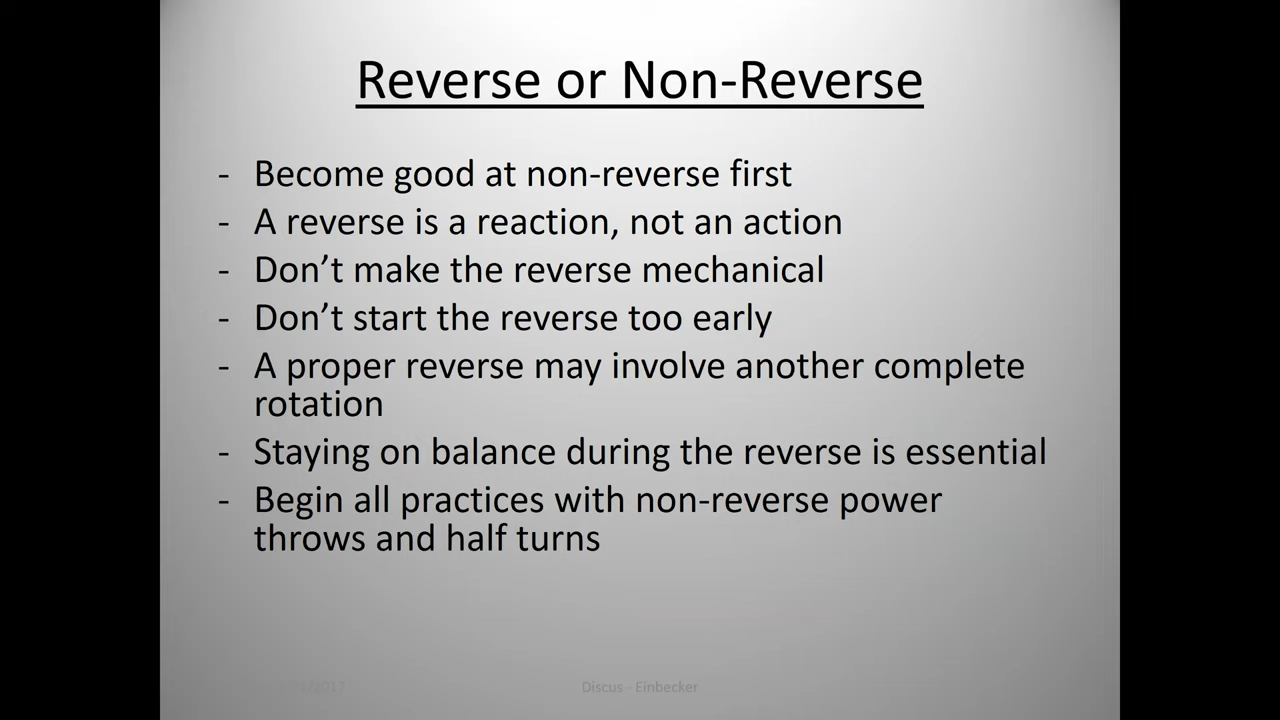 Reverse or Non-Reverse
- Become good at non-reverse first
- A reverse is a reaction, not an action
- Don’t make the reverse mechanical
- Don’t start the reverse too early
- A proper reverse may involve another complete
rotation
- Staying on balance during the reverse is essential
- Begin all practices with non-reverse power
throws and half turns
Discus - Einbecker